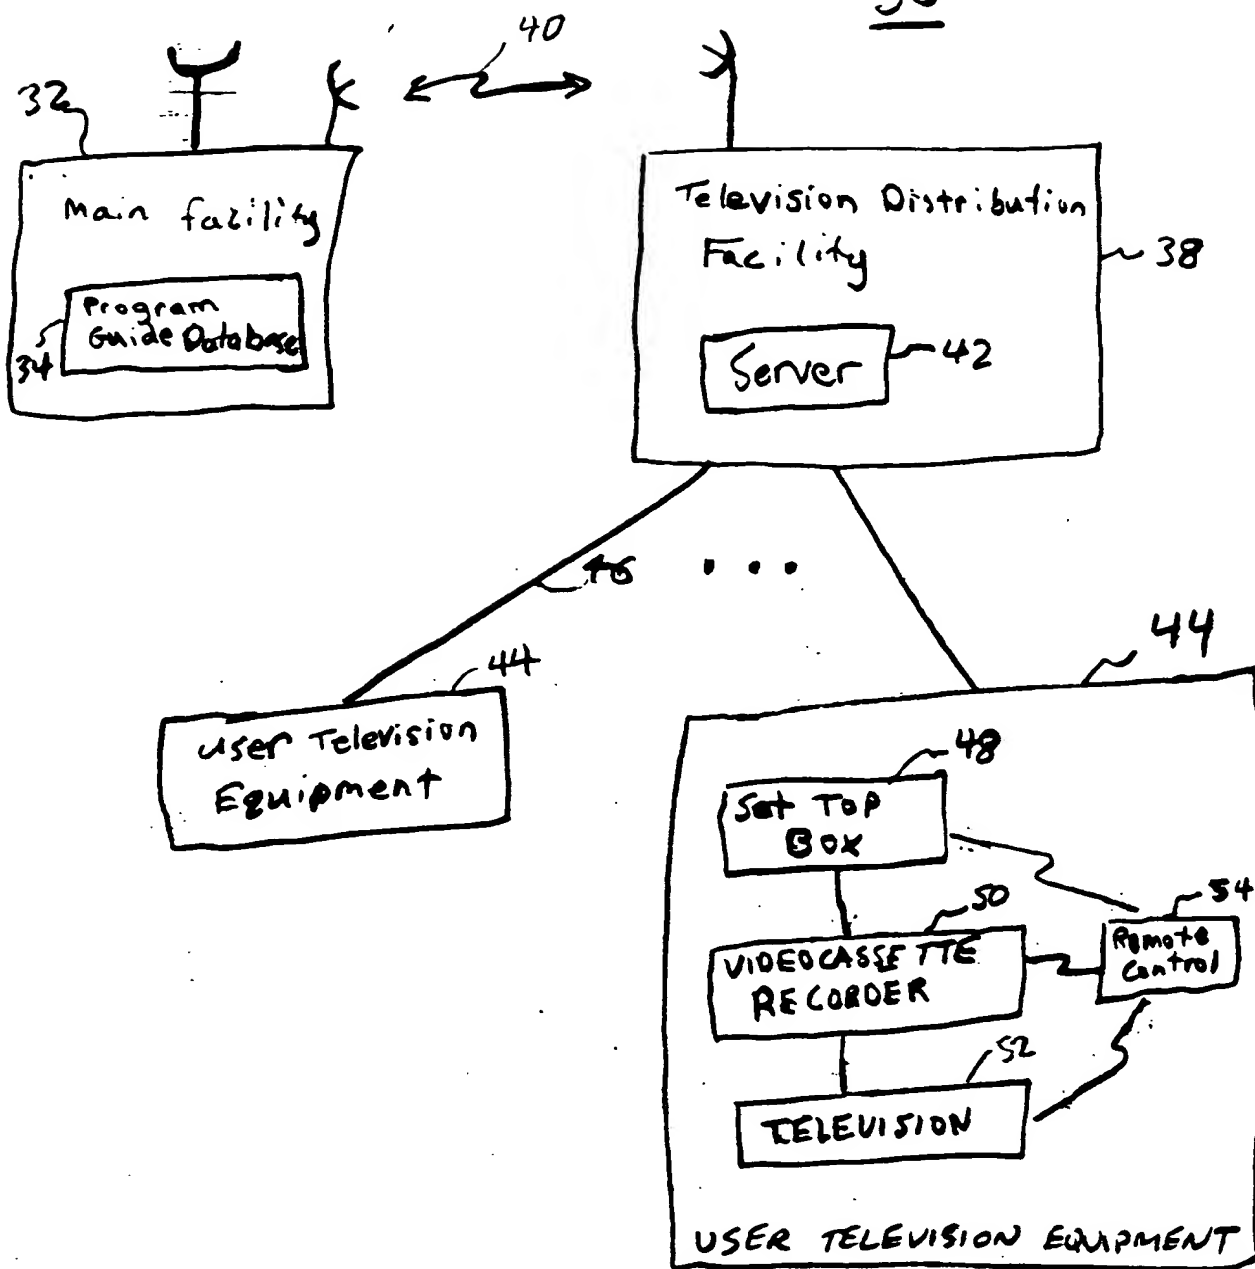 40
32
Main facility
Program
Guide Database
34
Television Distribution
Facility
38
Server
42
46
44
User Television
Equipment
44
48
Set Top
Box
50
VIDEOCASSETTE
RECORDER
54
Remote
Control
52
TELEVISION
USER TELEVISION EQUIPMENT